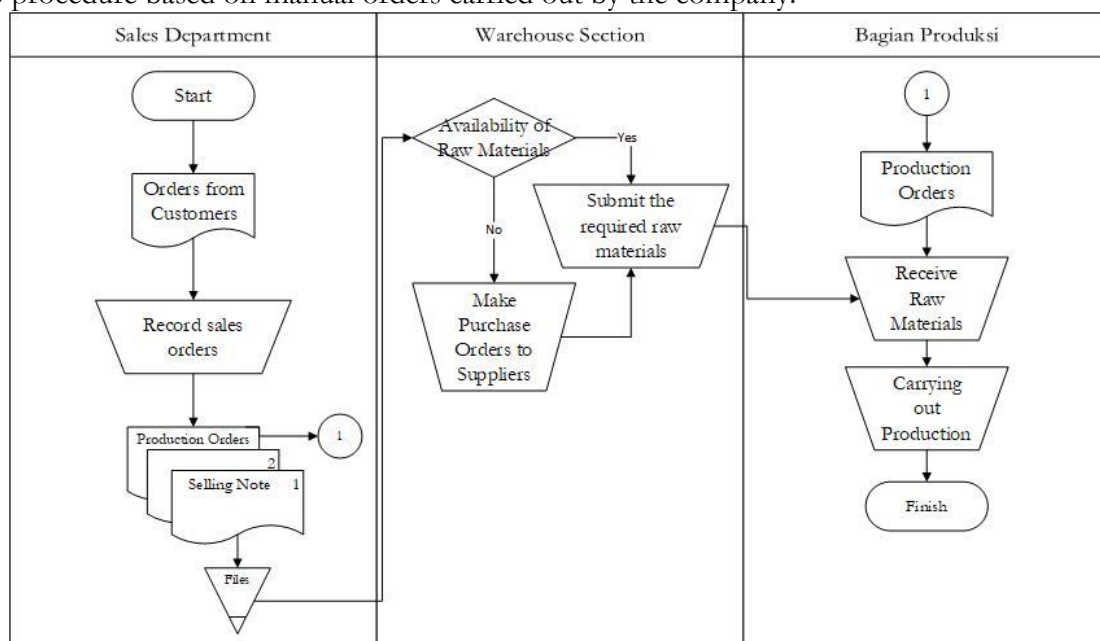 procedure based on manual orders carried out by the company.
Sales Department
Warehouse Section
Bagian Produksi
Start
Orders from
Customers
Record sales
orders
Production Orders
1
2
Selling Note
1
Files
Availability of
Raw Materials
Yes
No
Submit the
required raw
materials
Make
Purchase
Orders to
Suppliers
1
Production
Orders
Receive
Raw
Materials
Carrying
out
Production
Finish